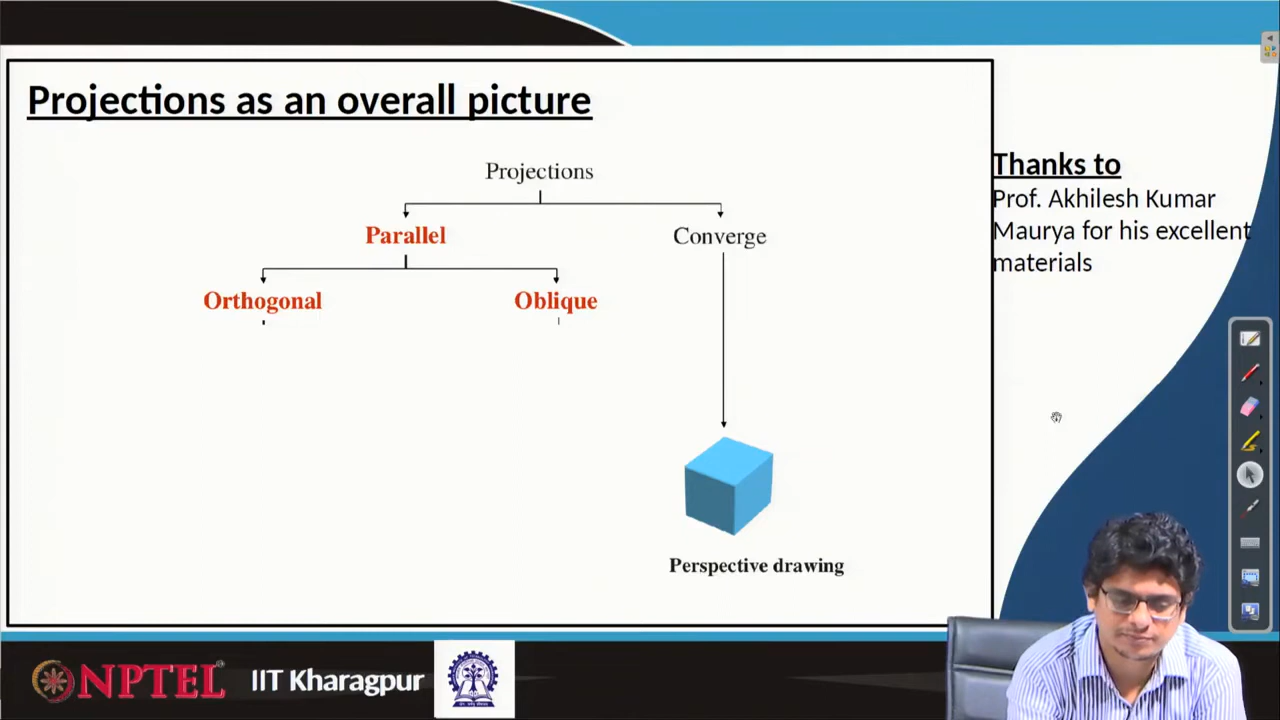 Projections as an overall picture
Projections
Parallel
Converge
Orthogonal
Oblique
Perspective drawing
Thanks to
Prof. Akhilesh Kumar
Maurya for his excellent
materials
NPTEL
IIT Kharagpur